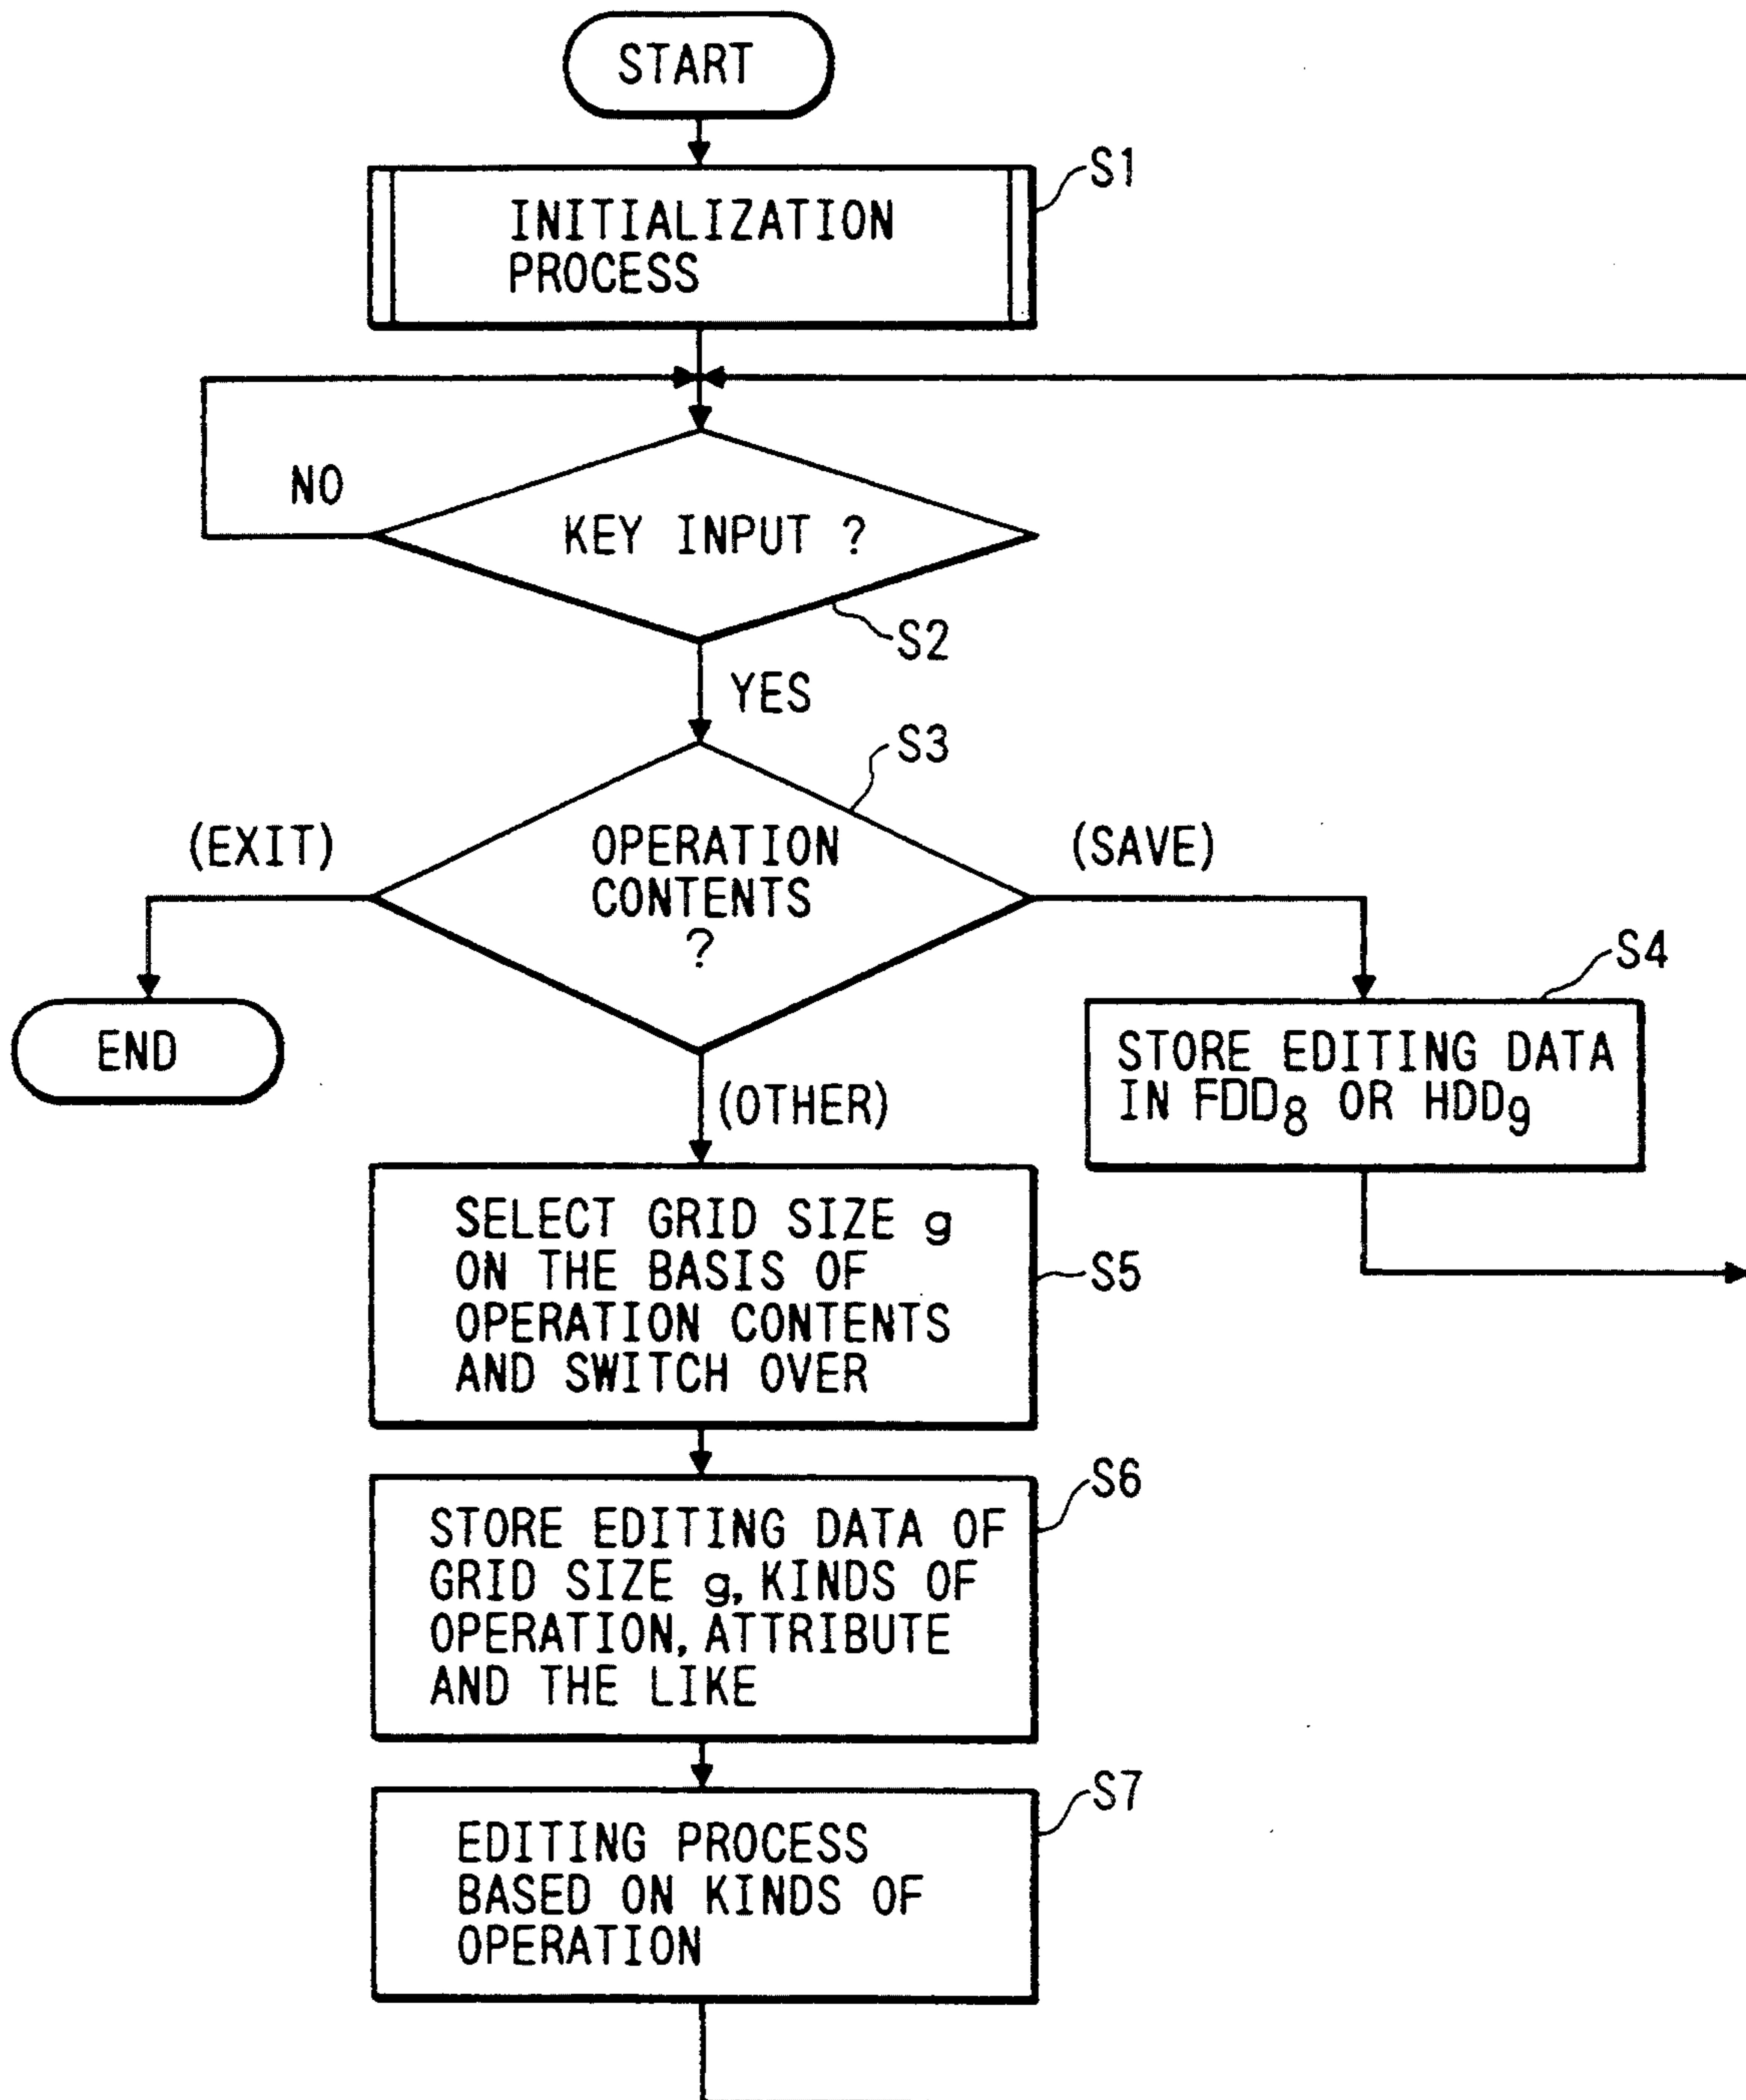 START
S1
INITIALIZATION
PROCESS
NO
KEY INPUT ?
S2
YES
S3
(EXIT)
OPERATION
CONTENTS
?
(SAVE)
S4
END
STORE EDITING DATA
IN FDD8 OR HDD9
(OTHER)
SELECT GRID SIZE g
ON THE BASIS OF
OPERATION CONTENTS
AND SWITCH OVER
S5
S6
STORE EDITING DATA OF
GRID SIZE g, KINDS OF
OPERATION, ATTRIBUTE
AND THE LIKE
S7
EDITING PROCESS
BASED ON KINDS OF
OPERATION